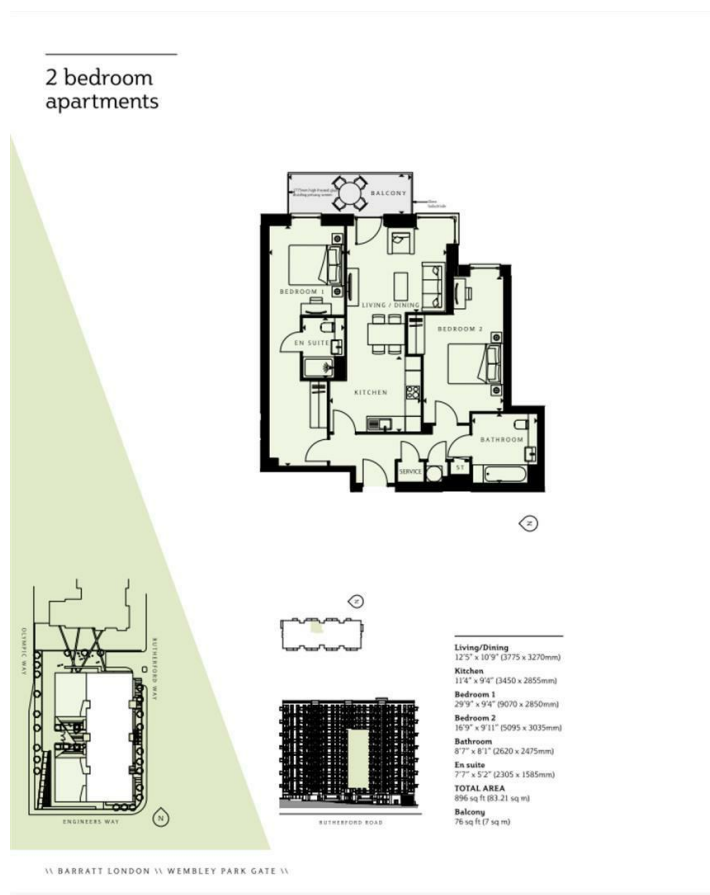 2 bedroom
apartments
BALCONY
BEDROOM 1
LIVING / DINING
BEDROOM 2
EN SUITE
KITCHEN
BATHROOM
SERVICE
ST
N
N
OLYMPIC WAY
RUTHERFORD WAY
N
ENGINEERS WAY
RUTHERFORD ROAD
Living/Dining
12'5" x 10'9" (3775 x 3270mm)
Kitchen
11'4" x 9'4" (3450 x 2855mm)
Bedroom 1
29'9" x 9'4" (9070 x 2850mm)
Bedroom 2
16'9" x 9'11" (5095 x 3035mm)
Bathroom
8'7" x 8'1" (2620 x 2475mm)
En suite
7'7" x 5'2" (2305 x 1585mm)
TOTAL AREA
896 sq ft (83.21 sq m)
Balcony
76 sq ft (7 sq m)
\\ BARRATT LONDON \\ WEMBLEY PARK GATE \\